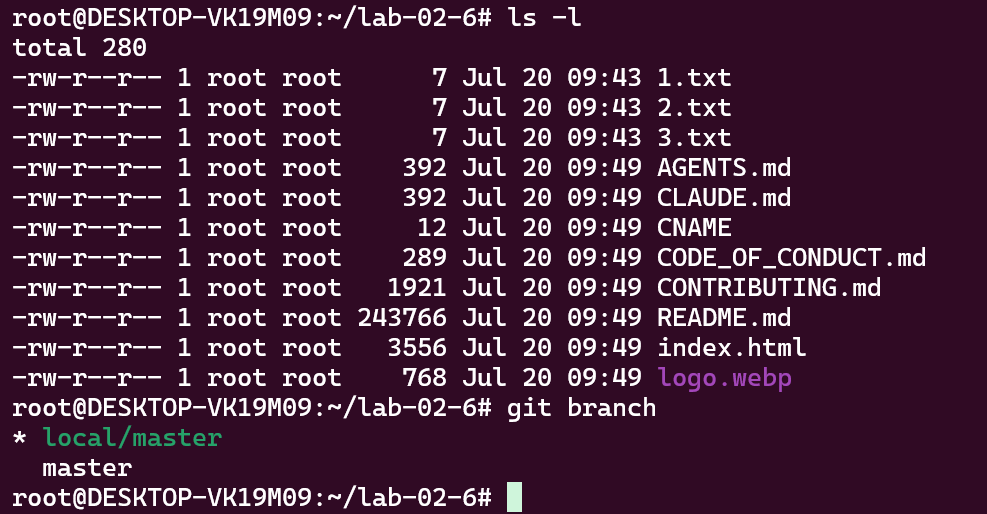 root@DESKTOP-VK19M09:~/lab-02-6# ls -l
total 280
-rw-r--r-- 1 root root      7 Jul 20 09:43 1.txt
-rw-r--r-- 1 root root      7 Jul 20 09:43 2.txt
-rw-r--r-- 1 root root      7 Jul 20 09:43 3.txt
-rw-r--r-- 1 root root    392 Jul 20 09:49 AGENTS.md
-rw-r--r-- 1 root root    392 Jul 20 09:49 CLAUDE.md
-rw-r--r-- 1 root root     12 Jul 20 09:49 CNAME
-rw-r--r-- 1 root root    289 Jul 20 09:49 CODE_OF_CONDUCT.md
-rw-r--r-- 1 root root   1921 Jul 20 09:49 CONTRIBUTING.md
-rw-r--r-- 1 root root 243766 Jul 20 09:49 README.md
-rw-r--r-- 1 root root   3556 Jul 20 09:49 index.html
-rw-r--r-- 1 root root    768 Jul 20 09:49 logo.webp
root@DESKTOP-VK19M09:~/lab-02-6# git branch
* local/master
  master
root@DESKTOP-VK19M09:~/lab-02-6#